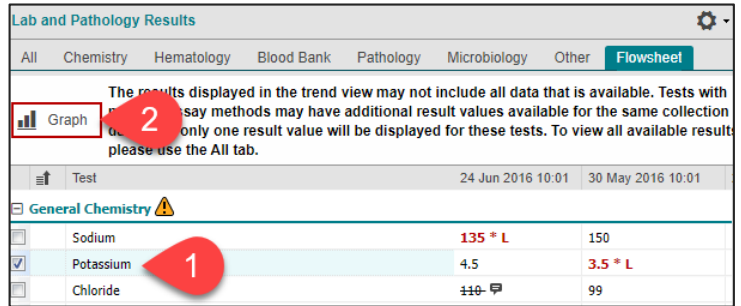 Lab and Pathology Results
All Chemistry Hematology Blood Bank Pathology Microbiology Other Flowsheet
The results displayed in the trend view may not include all data that is available. Tests with
assay methods may have additional result values available for the same collection
only one result value will be displayed for these tests. To view all available results
please use the All tab.
Graph
2
Test 24 Jun 2016 10:01 30 May 2016 10:01
General Chemistry
Sodium 135 * L 150
Potassium 4.5 3.5 * L
1
Chloride 110 99